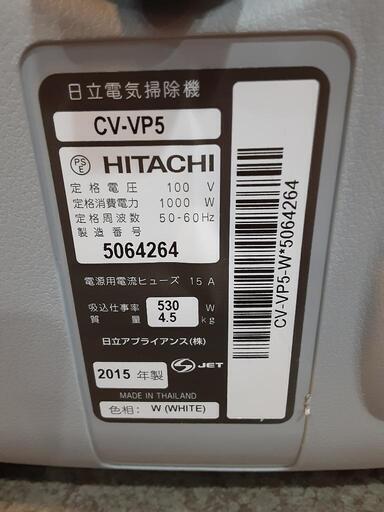 日立電気掃除機
CV-VP5
PS
E
HITACHI
定格電圧 100 V
定格消費電力 1000 W
定格周波数 50-60Hz
製造番号
5064264
電源用電流ヒューズ 15 A
吸込仕事率 530 W
質量 4.5 kg
日立アプライアンス(株)
2015 年製
S JET
MADE IN THAILAND
色相: W (WHITE)
CV-VP5-W*5064264